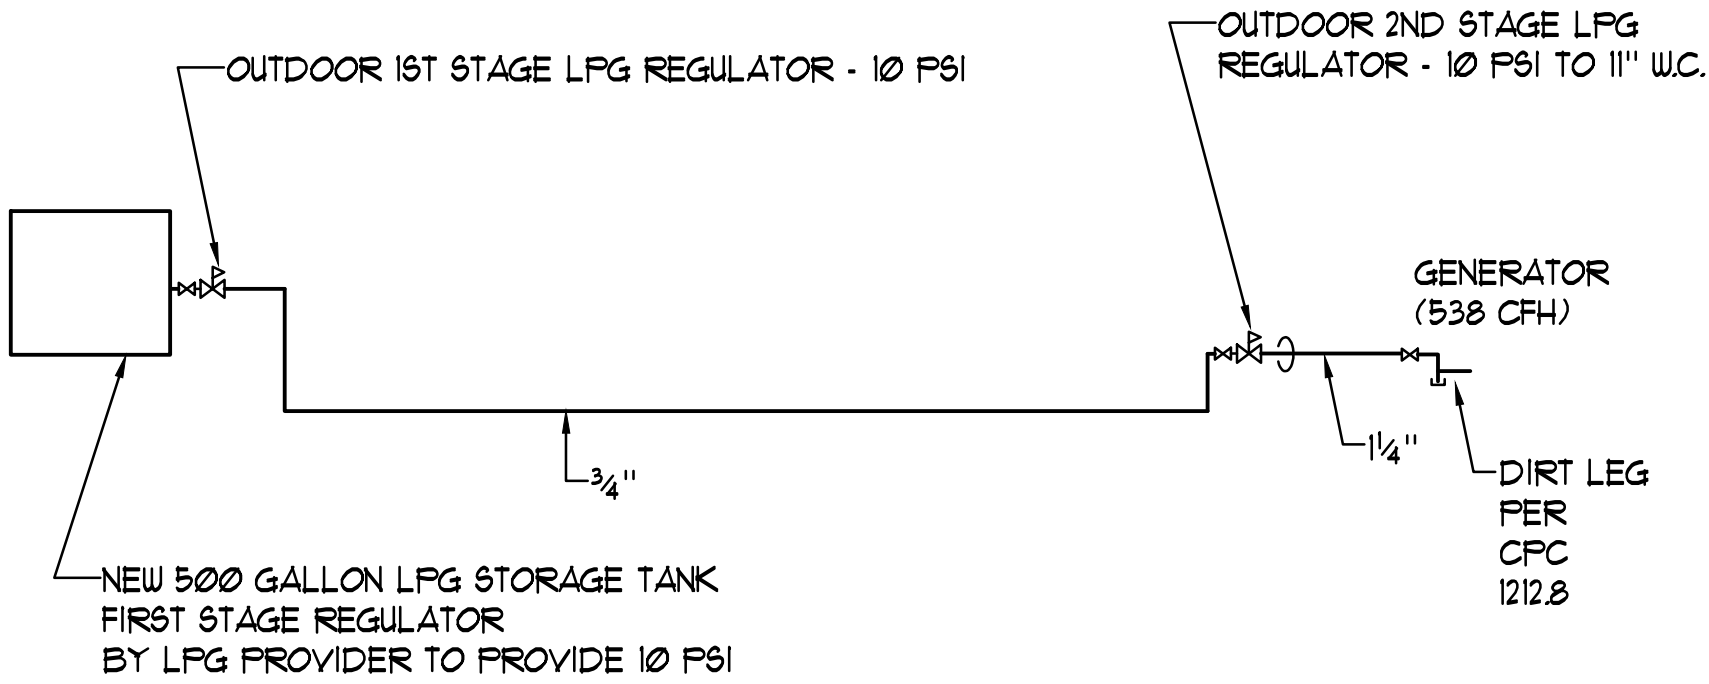 OUTDOOR 1ST STAGE LPG REGULATOR - 10 PSI
OUTDOOR 2ND STAGE LPG
REGULATOR - 10 PSI TO 11" W.C.
GENERATOR
(538 CFH)
3/4"
1 1/4"
DIRT LEG
PER
CPC
1212.8
NEW 500 GALLON LPG STORAGE TANK
FIRST STAGE REGULATOR
BY LPG PROVIDER TO PROVIDE 10 PSI